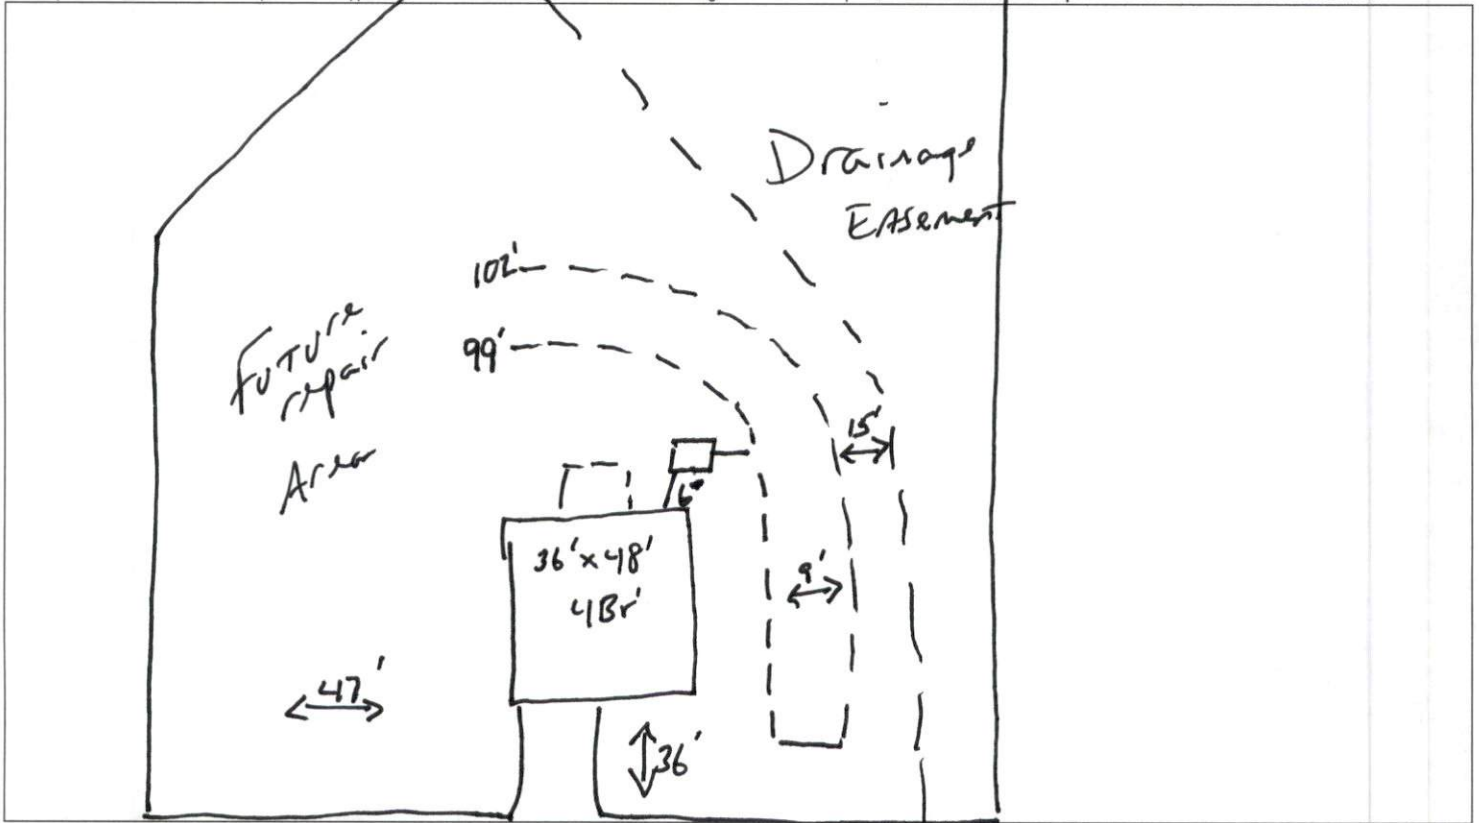 Drainage
Easement
102'
99'
Future
repair
Area
15'
6"
36'x48'
4Br'
9'
47'
36'